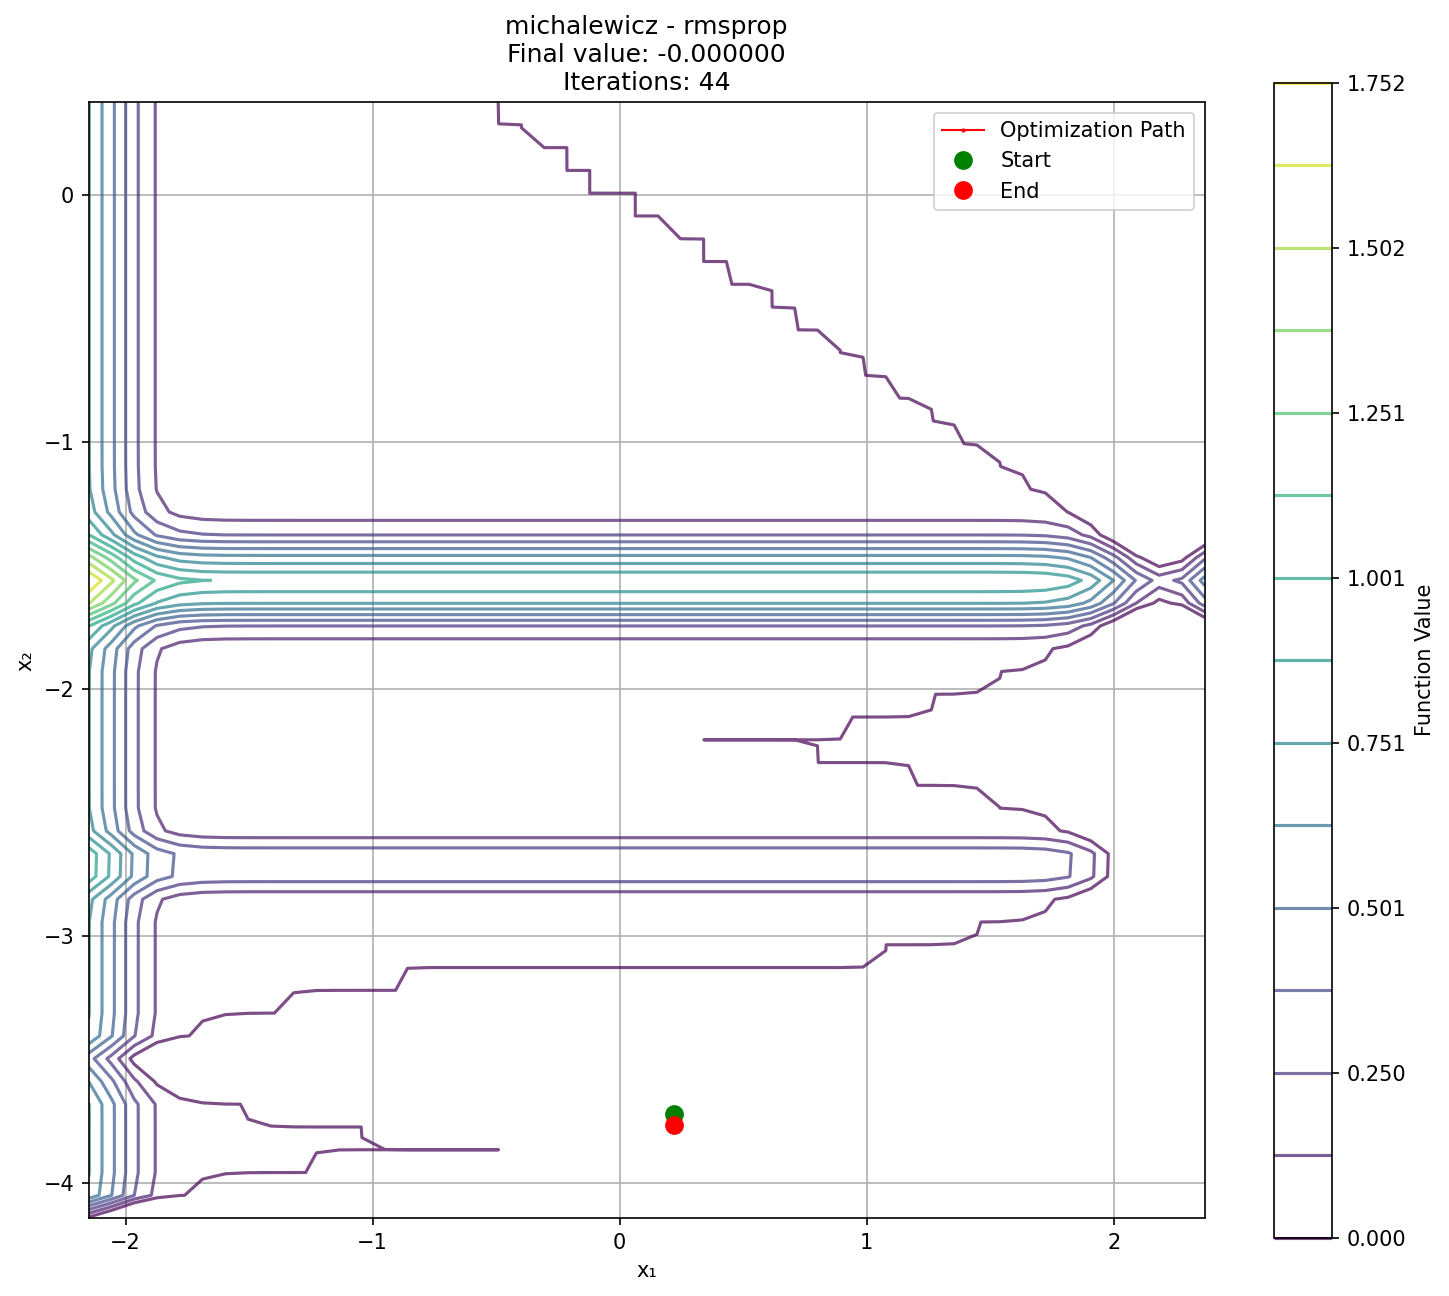 michalewicz - rmsprop
Final value: -0.000000
Iterations: 44
Optimization Path
Start
End
0
−1
−2
−3
−4
x₂
−2
−1
0
1
2
x₁
1.752
1.502
1.251
1.001
0.751
0.501
0.250
0.000
Function Value